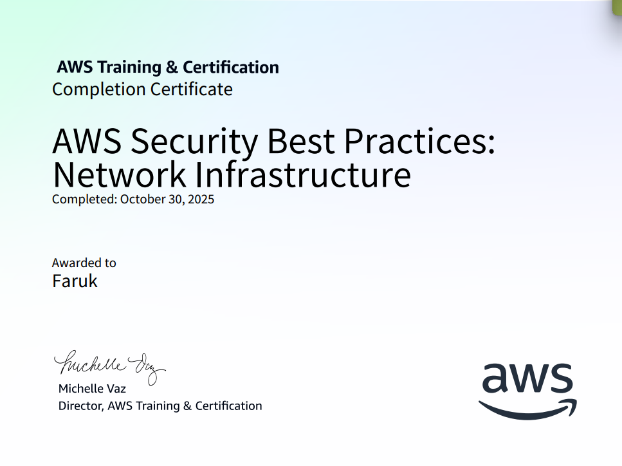 AWS Training & Certification
Completion Certificate
AWS Security Best Practices:
Network Infrastructure
Completed: October 30, 2025
Awarded to
Faruk
Michelle Vaz
Michelle Vaz
Director, AWS Training & Certification
aws